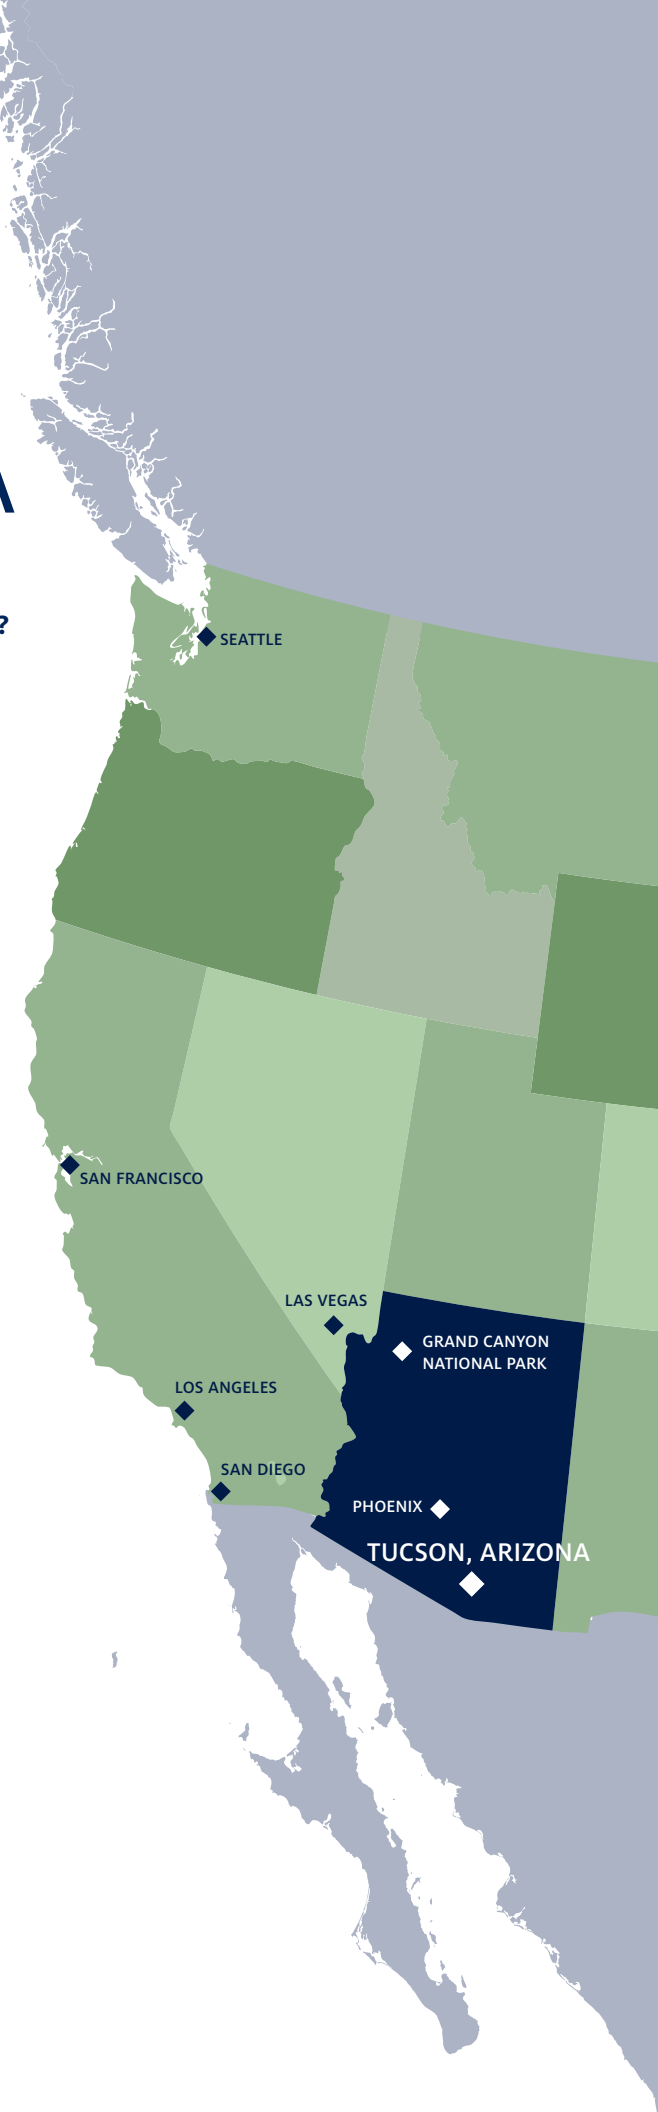 A
?
SEATTLE
SAN FRANCISCO
LAS VEGAS
GRAND CANYON
NATIONAL PARK
LOS ANGELES
SAN DIEGO
PHOENIX
TUCSON, ARIZONA